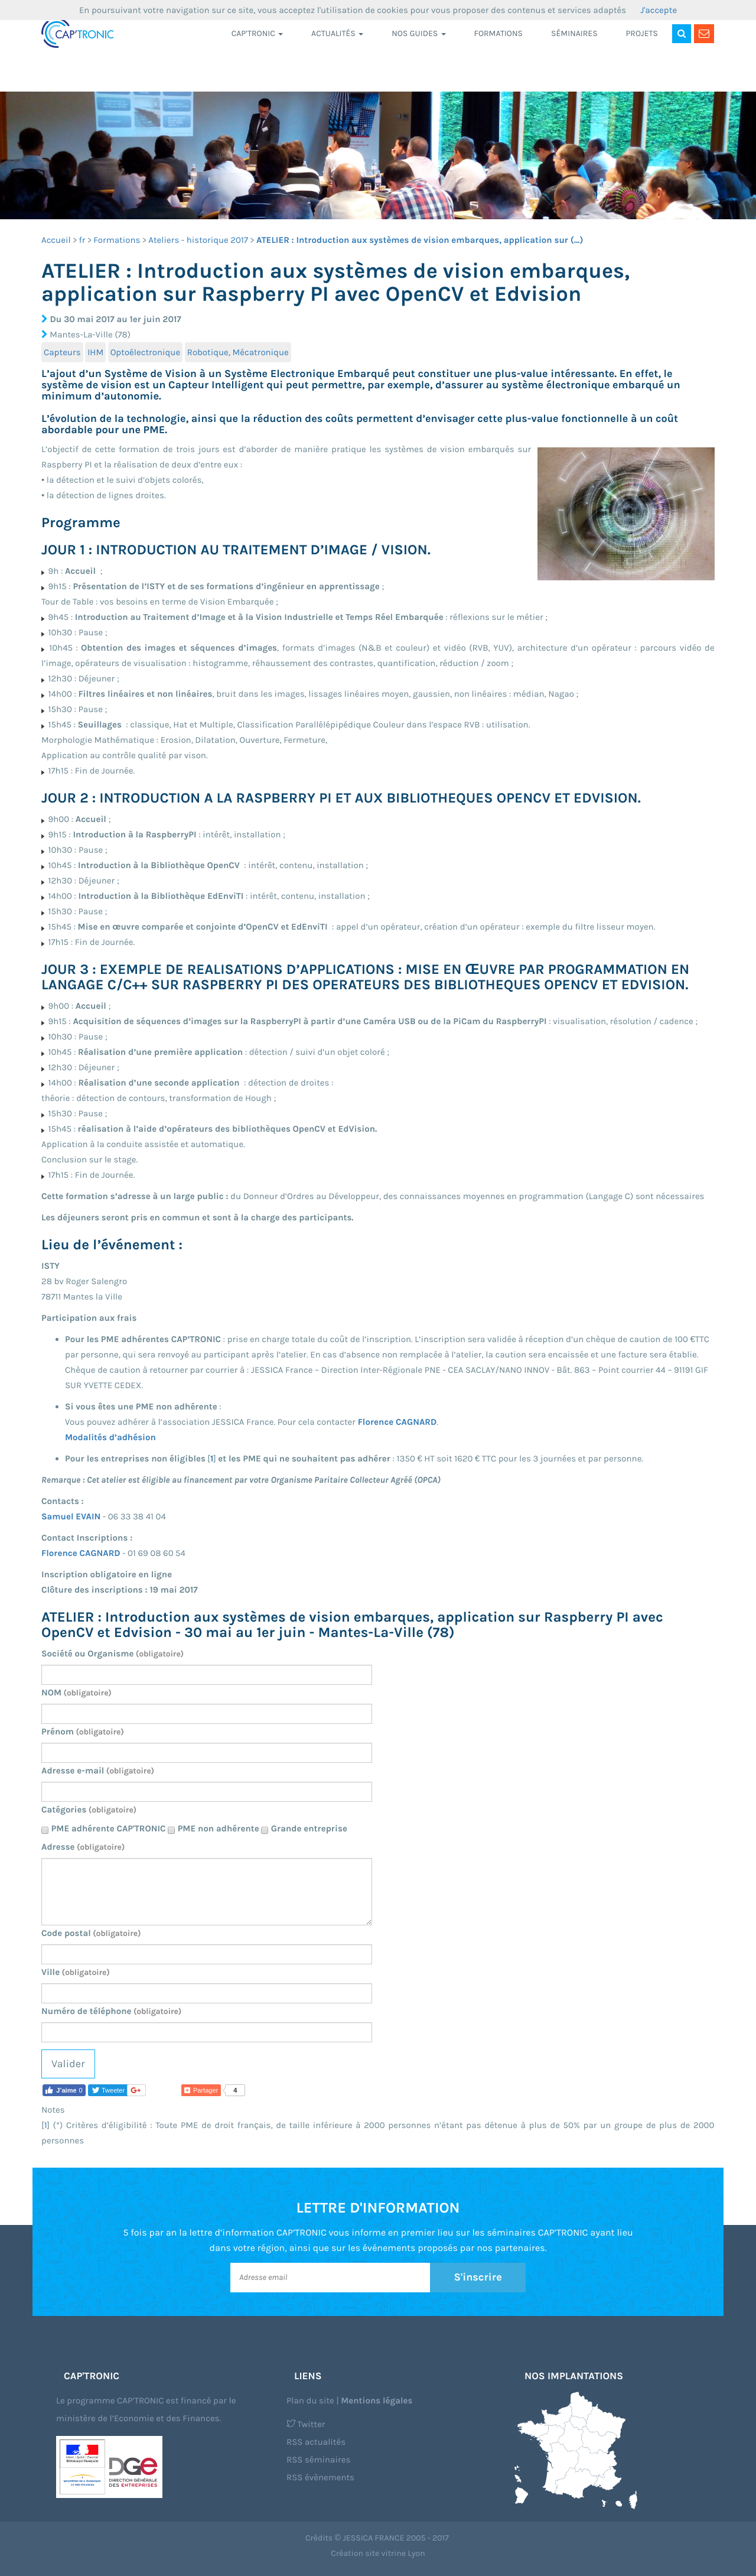 En poursuivant votre navigation sur ce site, vous acceptez l'utilisation de cookies pour vous proposer des contenus et services adaptés J'accepte
CAP'TRONIC
CAP'TRONIC ACTUALITÉS NOS GUIDES FORMATIONS SÉMINAIRES PROJETS
Accueil > fr > Formations > Ateliers - historique 2017 > ATELIER : Introduction aux systèmes de vision embarques, application sur (...)
ATELIER : Introduction aux systèmes de vision embarques,
application sur Raspberry PI avec OpenCV et Edvision
Du 30 mai 2017 au 1er juin 2017
Mantes-La-Ville (78)
Capteurs IHM Optoélectronique Robotique, Mécatronique
L’ajout d’un Système de Vision à un Système Electronique Embarqué peut constituer une plus-value intéressante. En effet, le
système de vision est un Capteur Intelligent qui peut permettre, par exemple, d’assurer au système électronique embarqué un
minimum d’autonomie.
L’évolution de la technologie, ainsi que la réduction des coûts permettent d’envisager cette plus-value fonctionnelle à un coût
abordable pour une PME.
L’objectif de cette formation de trois jours est d’aborder de manière pratique les systèmes de vision embarqués sur
Raspberry PI et la réalisation de deux d’entre eux :
• la détection et le suivi d’objets colorés,
• la détection de lignes droites.
Programme
JOUR 1 : INTRODUCTION AU TRAITEMENT D’IMAGE / VISION.
9h : Accueil ;
9h15 : Présentation de l’ISTY et de ses formations d’ingénieur en apprentissage ;
Tour de Table : vos besoins en terme de Vision Embarquée ;
9h45 : Introduction au Traitement d’Image et à la Vision Industrielle et Temps Réel Embarquée : réflexions sur le métier ;
10h30 : Pause ;
10h45 : Obtention des images et séquences d’images, formats d’images (N&B et couleur) et vidéo (RVB, YUV), architecture d’un opérateur : parcours vidéo de
l’image, opérateurs de visualisation : histogramme, réhaussement des contrastes, quantification, réduction / zoom ;
12h30 : Déjeuner ;
14h00 : Filtres linéaires et non linéaires, bruit dans les images, lissages linéaires moyen, gaussien, non linéaires : médian, Nagao ;
15h30 : Pause ;
15h45 : Seuillages : classique, Hat et Multiple, Classification Parallélépipédique Couleur dans l’espace RVB : utilisation.
Morphologie Mathématique : Erosion, Dilatation, Ouverture, Fermeture,
Application au contrôle qualité par vison.
17h15 : Fin de Journée.
JOUR 2 : INTRODUCTION A LA RASPBERRY PI ET AUX BIBLIOTHEQUES OPENCV ET EDVISION.
9h00 : Accueil ;
9h15 : Introduction à la RaspberryPI : intérêt, installation ;
10h30 : Pause ;
10h45 : Introduction à la Bibliothèque OpenCV : intérêt, contenu, installation ;
12h30 : Déjeuner ;
14h00 : Introduction à la Bibliothèque EdEnviTI : intérêt, contenu, installation ;
15h30 : Pause ;
15h45 : Mise en œuvre comparée et conjointe d’OpenCV et EdEnviTI : appel d’un opérateur, création d’un opérateur : exemple du filtre lisseur moyen.
17h15 : Fin de Journée.
JOUR 3 : EXEMPLE DE REALISATIONS D’APPLICATIONS : MISE EN ŒUVRE PAR PROGRAMMATION EN
LANGAGE C/C++ SUR RASPBERRY PI DES OPERATEURS DES BIBLIOTHEQUES OPENCV ET EDVISION.
9h00 : Accueil ;
9h15 : Acquisition de séquences d’images sur la RaspberryPI à partir d’une Caméra USB ou de la PiCam du RaspberryPI : visualisation, résolution / cadence ;
10h30 : Pause ;
10h45 : Réalisation d’une première application : détection / suivi d’un objet coloré ;
12h30 : Déjeuner ;
14h00 : Réalisation d’une seconde application : détection de droites :
théorie : détection de contours, transformation de Hough ;
15h30 : Pause ;
15h45 : réalisation à l’aide d’opérateurs des bibliothèques OpenCV et EdVision.
Application à la conduite assistée et automatique.
Conclusion sur le stage.
17h15 : Fin de Journée.
Cette formation s’adresse à un large public : du Donneur d’Ordres au Développeur, des connaissances moyennes en programmation (Langage C) sont nécessaires
Les déjeuners seront pris en commun et sont à la charge des participants.
Lieu de l’événement :
ISTY
28 bv Roger Salengro
78711 Mantes la Ville
Participation aux frais
• Pour les PME adhérentes CAP’TRONIC : prise en charge totale du coût de l’inscription. L’inscription sera validée à réception d’un chèque de caution de 100 €TTC
par personne, qui sera renvoyé au participant après l’atelier. En cas d’absence non remplacée à l’atelier, la caution sera encaissée et une facture sera établie.
Chèque de caution à retourner par courrier à : JESSICA France – Direction Inter-Régionale PNE - CEA SACLAY/NANO INNOV - Bât. 863 – Point courrier 44 – 91191 GIF
SUR YVETTE CEDEX.
• Si vous êtes une PME non adhérente :
Vous pouvez adhérer à l’association JESSICA France. Pour cela contacter Florence CAGNARD.
Modalités d’adhésion
• Pour les entreprises non éligibles [1] et les PME qui ne souhaitent pas adhérer : 1350 € HT soit 1620 € TTC pour les 3 journées et par personne.
Remarque : Cet atelier est éligible au financement par votre Organisme Paritaire Collecteur Agréé (OPCA)
Contacts :
Samuel EVAIN - 06 33 38 41 04
Contact Inscriptions :
Florence CAGNARD - 01 69 08 60 54
Inscription obligatoire en ligne
Clôture des inscriptions : 19 mai 2017
ATELIER : Introduction aux systèmes de vision embarques, application sur Raspberry PI avec
OpenCV et Edvision - 30 mai au 1er juin - Mantes-La-Ville (78)
Société ou Organisme (obligatoire)
NOM (obligatoire)
Prénom (obligatoire)
Adresse e-mail (obligatoire)
Catégories (obligatoire)
PME adhérente CAP'TRONIC PME non adhérente Grande entreprise
Adresse (obligatoire)
Code postal (obligatoire)
Ville (obligatoire)
Numéro de téléphone (obligatoire)
Valider
J'aime 0 Tweeter G+ Partager 4
Notes
[1] (*) Critères d’éligibilité : Toute PME de droit français, de taille inférieure à 2000 personnes n’étant pas détenue à plus de 50% par un groupe de plus de 2000
personnes
LETTRE D'INFORMATION
5 fois par an la lettre d’information CAP’TRONIC vous informe en premier lieu sur les séminaires CAP’TRONIC ayant lieu
dans votre région, ainsi que sur les évènements proposés par nos partenaires.
Adresse email S'inscrire
CAP'TRONIC LIENS NOS IMPLANTATIONS
Le programme CAP’TRONIC est financé par le
ministère de l’Economie et des Finances.
Plan du site | Mentions légales
Twitter
RSS actualités
RSS séminaires
RSS évènements
DGE
DIRECTION GÉNÉRALE
DES ENTREPRISES
Crédits © JESSICA FRANCE 2005 - 2017
Création site vitrine Lyon